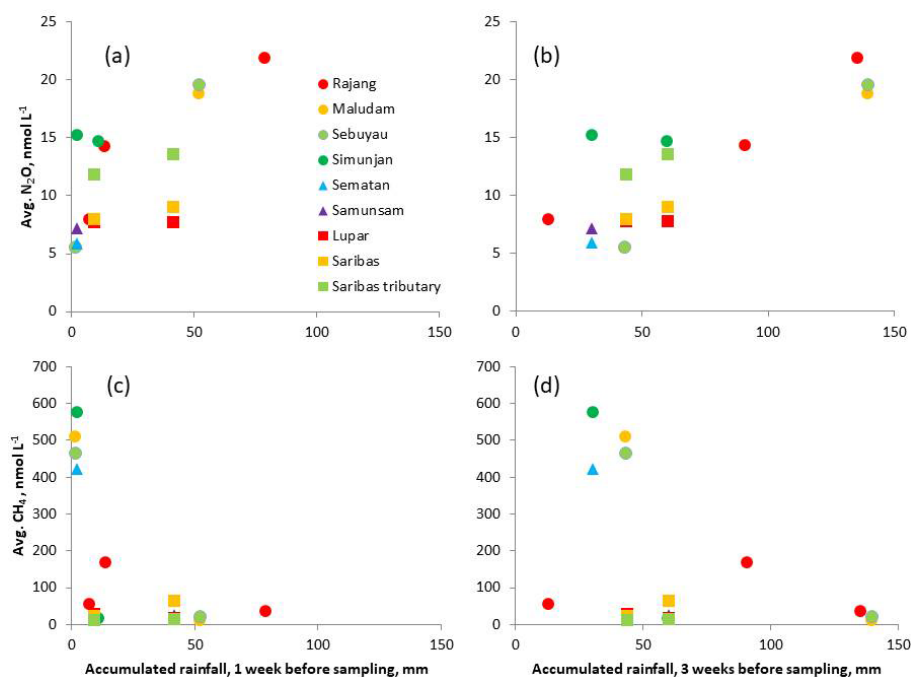 (a)
(b)
Avg. N₂O, nmol L⁻¹
25
20
15
10
5
0
0
50
100
150
Rajang
Maludam
Sebuyau
Simunjan
Sematan
Samunsam
Lupar
Saribas
Saribas tributary
25
20
15
10
5
0
0
50
100
150
(c)
(d)
Avg. CH₄, nmol L⁻¹
700
600
500
400
300
200
100
0
0
50
100
150
Accumulated rainfall, 1 week before sampling, mm
700
600
500
400
300
200
100
0
0
50
100
150
Accumulated rainfall, 3 weeks before sampling, mm